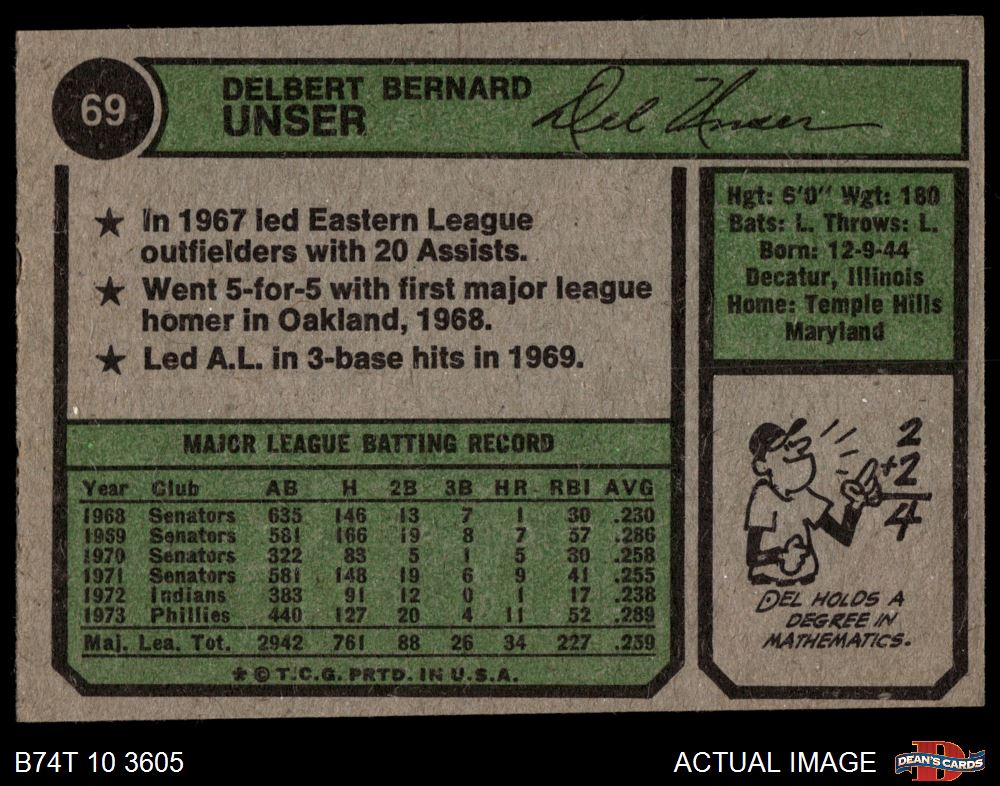 69
DELBERT BERNARD
UNSER
Del Unser
★ In 1967 led Eastern League
outfielders with 20 Assists.
★ Went 5-for-5 with first major league
homer in Oakland, 1968.
★ Led A.L. in 3-base hits in 1969.
Hgt: 6'0" Wgt: 180
Bats: L. Throws: L.
Born: 12-9-44
Decatur, Illinois
Home: Temple Hills
Maryland
MAJOR LEAGUE BATTING RECORD
Year Club AB H 2B 3B HR RBI AVG
1968 Senators 635 146 13 7 1 30 .230
1969 Senators 581 166 19 8 7 57 .286
1970 Senators 322 83 5 1 5 30 .258
1971 Senators 581 148 19 6 9 41 .255
1972 Indians 383 91 12 0 1 17 .238
1973 Phillies 440 127 20 4 11 52 .289
Maj. Lea. Tot. 2942 761 88 26 34 227 .259
* © T.C.G. PRTD. IN U.S.A.
2
+2
4
DEL HOLDS A
DEGREE IN
MATHEMATICS.
B74T 10 3605
ACTUAL IMAGE
DEAN'S CARDS